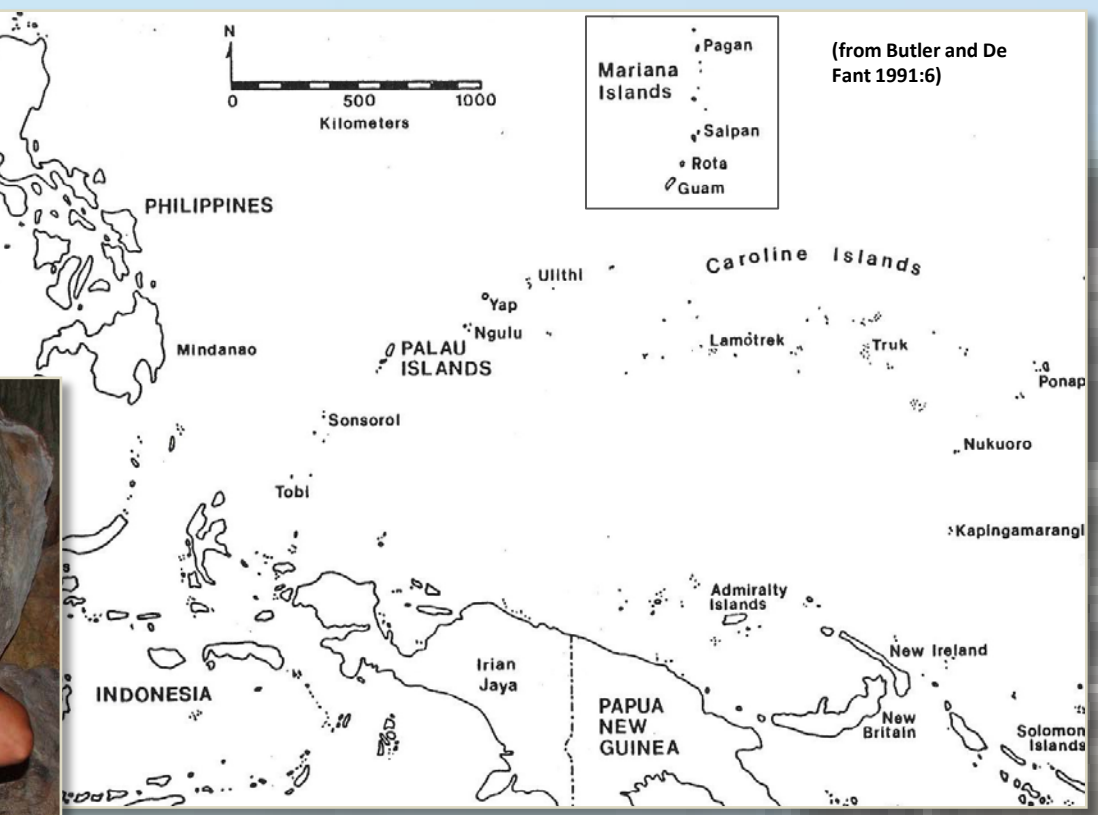 N
0 500 1000
Kilometers
Mariana
Islands
Pagan
Saipan
Rota
Guam
(from Butler and De
Fant 1991:6)
PHILIPPINES
Caroline Islands
Ulithi
Yap
Ngulu
Mindanao
PALAU
ISLANDS
Lamotrek
Truk
Ponap
Sonsorol
Nukuoro
Tobi
Kapingamarangi
Admiralty
Islands
New Ireland
Irian
Jaya
INDONESIA
PAPUA
NEW
GUINEA
New
Britain
Solomon
Islands